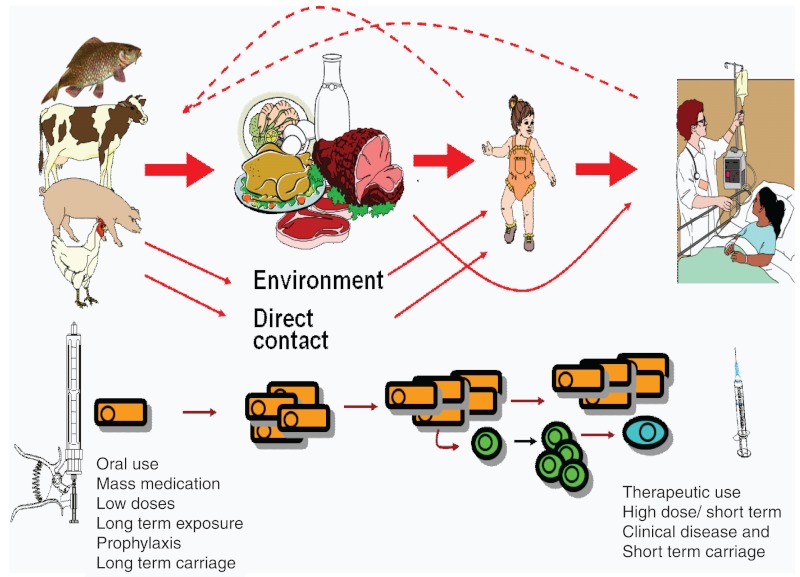 Environment
Direct
contact
Oral use
Mass medication
Low doses
Long term exposure
Prophylaxis
Long term carriage
Therapeutic use
High dose/ short term
Clinical disease and
Short term carriage